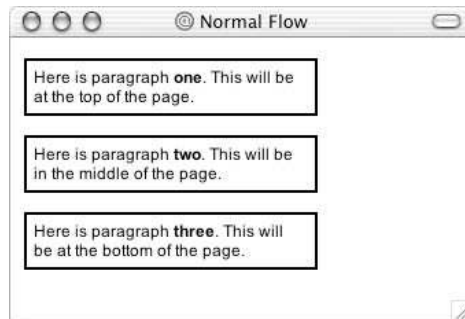 Normal Flow
Here is paragraph one. This will be
at the top of the page.
Here is paragraph two. This will be
in the middle of the page.
Here is paragraph three. This will
be at the bottom of the page.